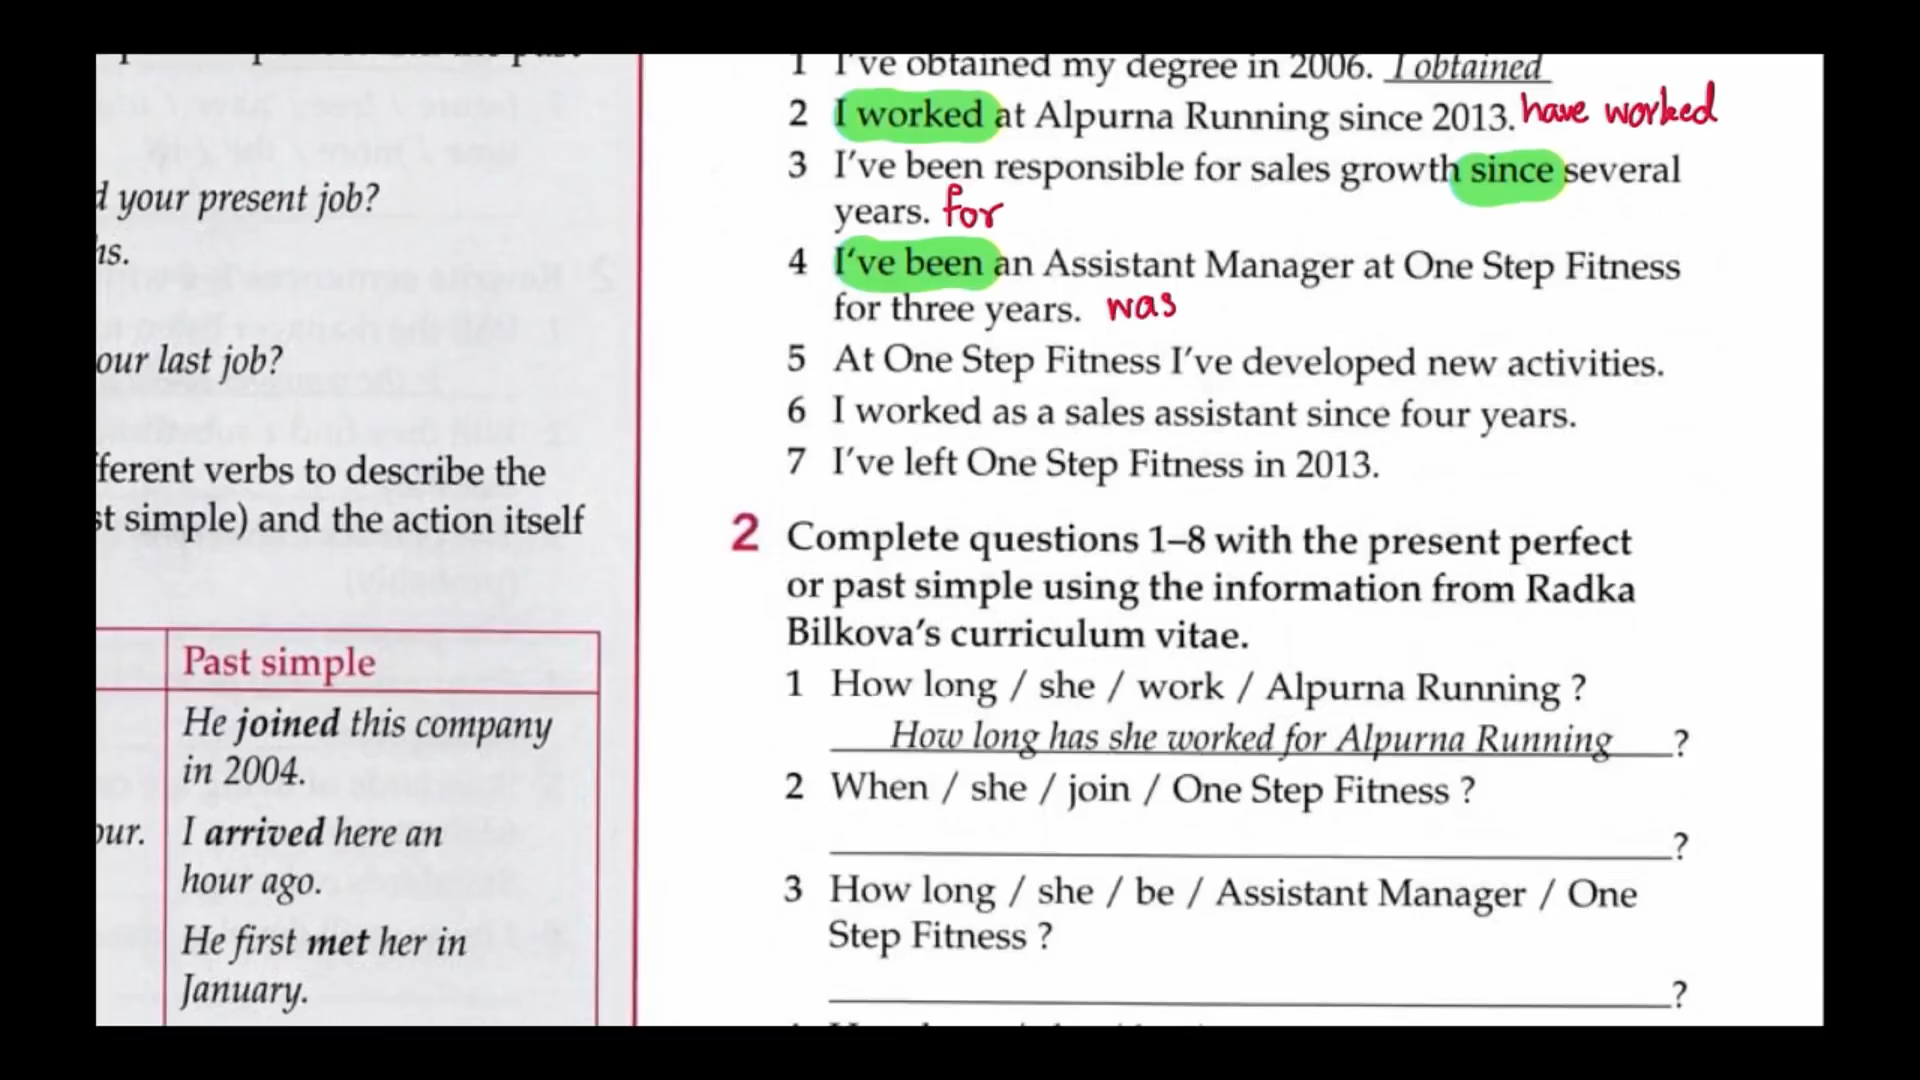 d your present job?
ns.
our last job?
fferent verbs to describe the
st simple) and the action itself
Past simple
He joined this company
in 2004.
our. I arrived here an
hour ago.
He first met her in
January.
1 I've obtained my degree in 2006. I obtained
2 I worked at Alpurna Running since 2013. have worked
3 I've been responsible for sales growth since several
years. for
4 I've been an Assistant Manager at One Step Fitness
for three years. was
5 At One Step Fitness I've developed new activities.
6 I worked as a sales assistant since four years.
7 I've left One Step Fitness in 2013.
2 Complete questions 1–8 with the present perfect
or past simple using the information from Radka
Bilkova's curriculum vitae.
1 How long / she / work / Alpurna Running ?
How long has she worked for Alpurna Running ?
2 When / she / join / One Step Fitness ?
?
3 How long / she / be / Assistant Manager / One
Step Fitness ?
?